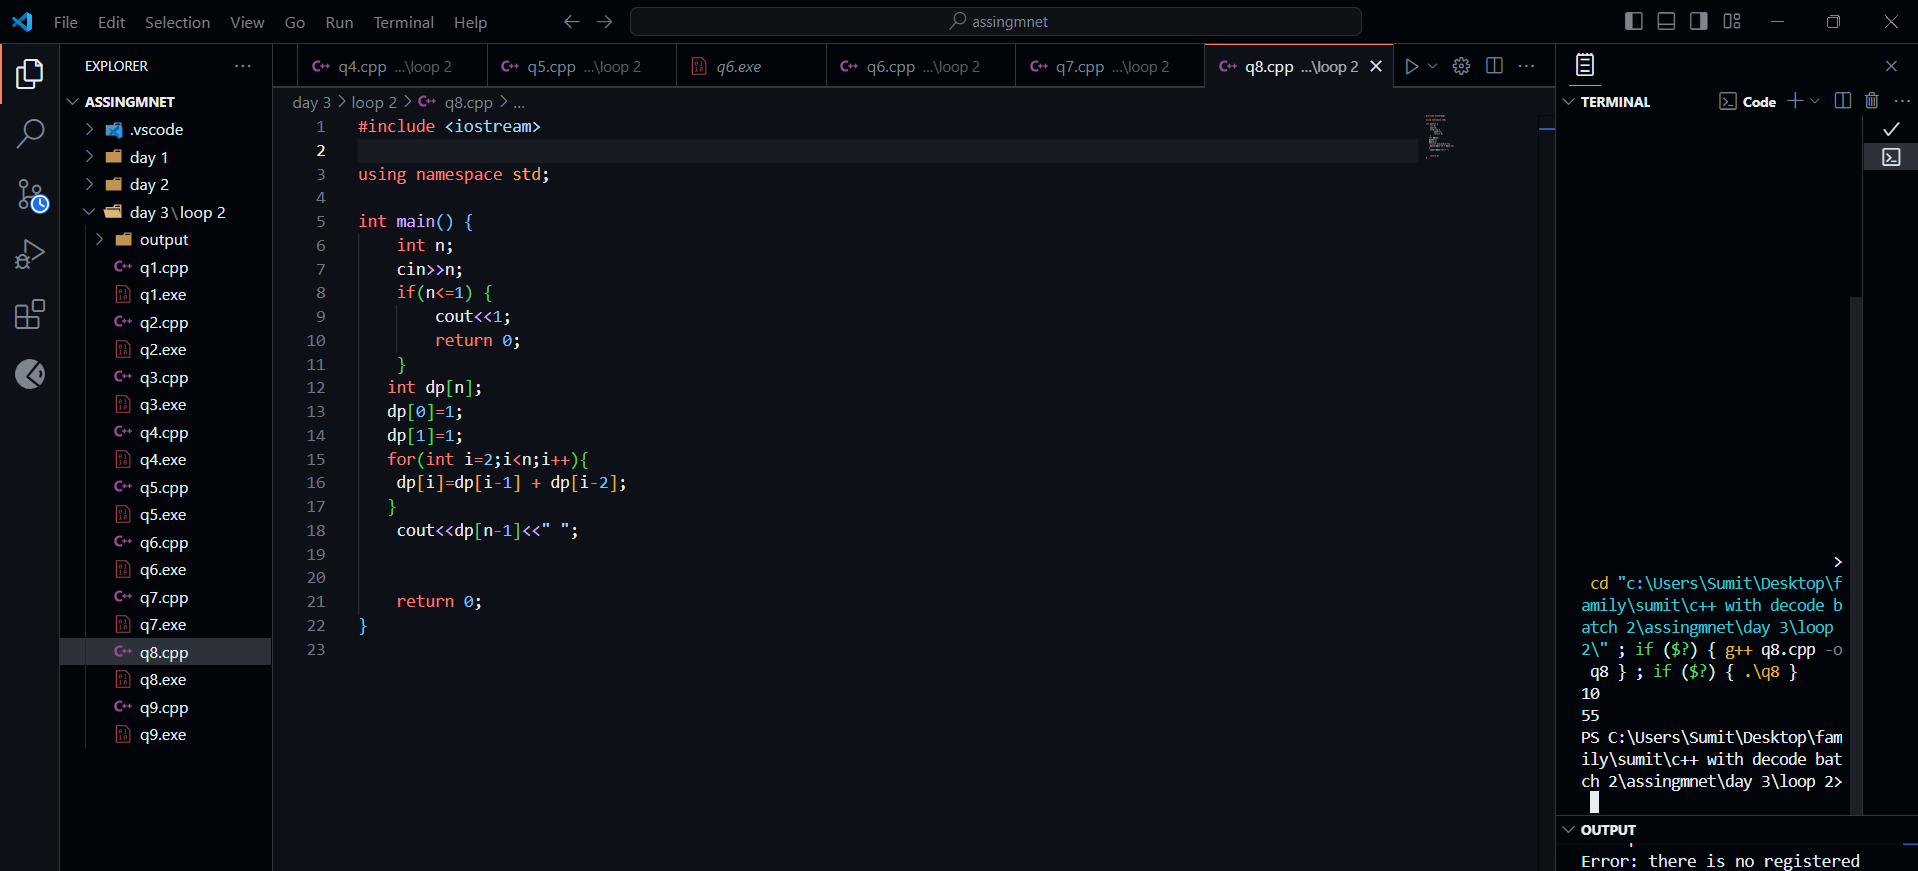 File Edit Selection View Go Run Terminal Help
assingmnet
EXPLORER
ASSINGMNET
.vscode
day 1
day 2
day 3\loop 2
output
q1.cpp
q1.exe
q2.cpp
q2.exe
q3.cpp
q3.exe
q4.cpp
q4.exe
q5.cpp
q5.exe
q6.cpp
q6.exe
q7.cpp
q7.exe
q8.cpp
q8.exe
q9.cpp
q9.exe
q4.cpp ...\loop 2 q5.cpp ...\loop 2 q6.exe q6.cpp ...\loop 2 q7.cpp ...\loop 2 q8.cpp ...\loop 2
day 3 > loop 2 > q8.cpp > ...
1 #include <iostream>
2
3 using namespace std;
4
5 int main() {
6 int n;
7 cin>>n;
8 if(n<=1) {
9 cout<<1;
10 return 0;
11 }
12 int dp[n];
13 dp[0]=1;
14 dp[1]=1;
15 for(int i=2;i<n;i++){
16 dp[i]=dp[i-1] + dp[i-2];
17 }
18 cout<<dp[n-1]<<" ";
19
20
21 return 0;
22 }
23
TERMINAL Code
>
cd "c:\Users\Sumit\Desktop\f
amily\sumit\c++ with decode b
atch 2\assingmnet\day 3\loop
2\" ; if ($?) { g++ q8.cpp -o
q8 } ; if ($?) { .\q8 }
10
55
PS C:\Users\Sumit\Desktop\fam
ily\sumit\c++ with decode bat
ch 2\assingmnet\day 3\loop 2>
OUTPUT
Error: there is no registered